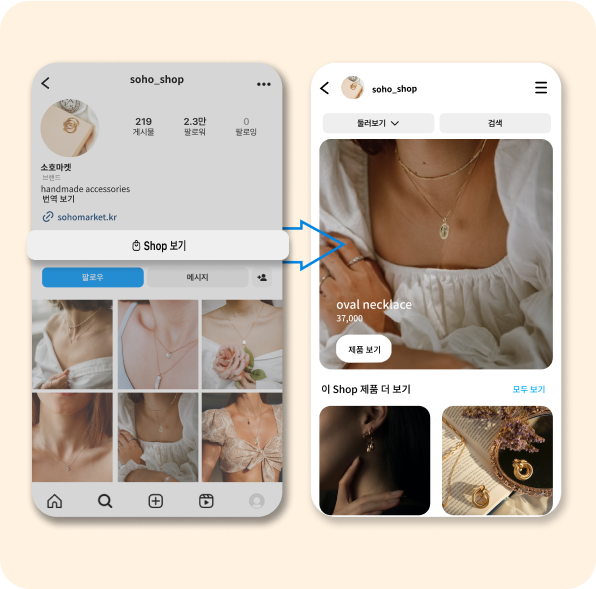 soho_shop
219
2.3만
0
게시물
팔로워
팔로잉
소호마켓
브랜드
handmade accessories
번역 보기
sohomarket.kr
Shop 보기
팔로우
메시지
soho_shop
둘러보기
검색
oval necklace
37,000
제품 보기
이 Shop 제품 더 보기
모두 보기